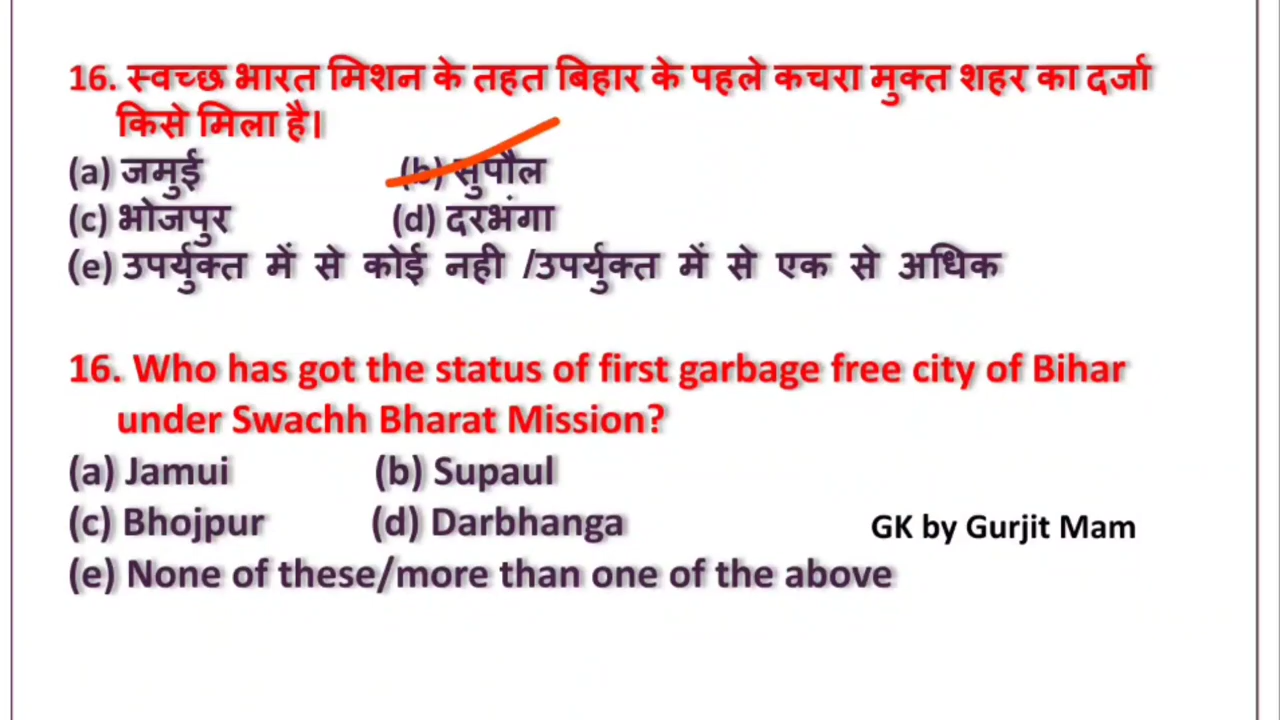 16. स्वच्छ भारत मिशन के तहत बिहार के पहले कचरा मुक्त शहर का दर्जा
किसे मिला है।
(a) जमुई (b) सुपौल
(c) भोजपुर (d) दरभंगा
(e) उपर्युक्त में से कोई नही /उपर्युक्त में से एक से अधिक
16. Who has got the status of first garbage free city of Bihar
under Swachh Bharat Mission?
(a) Jamui (b) Supaul
(c) Bhojpur (d) Darbhanga
GK by Gurjit Mam
(e) None of these/more than one of the above